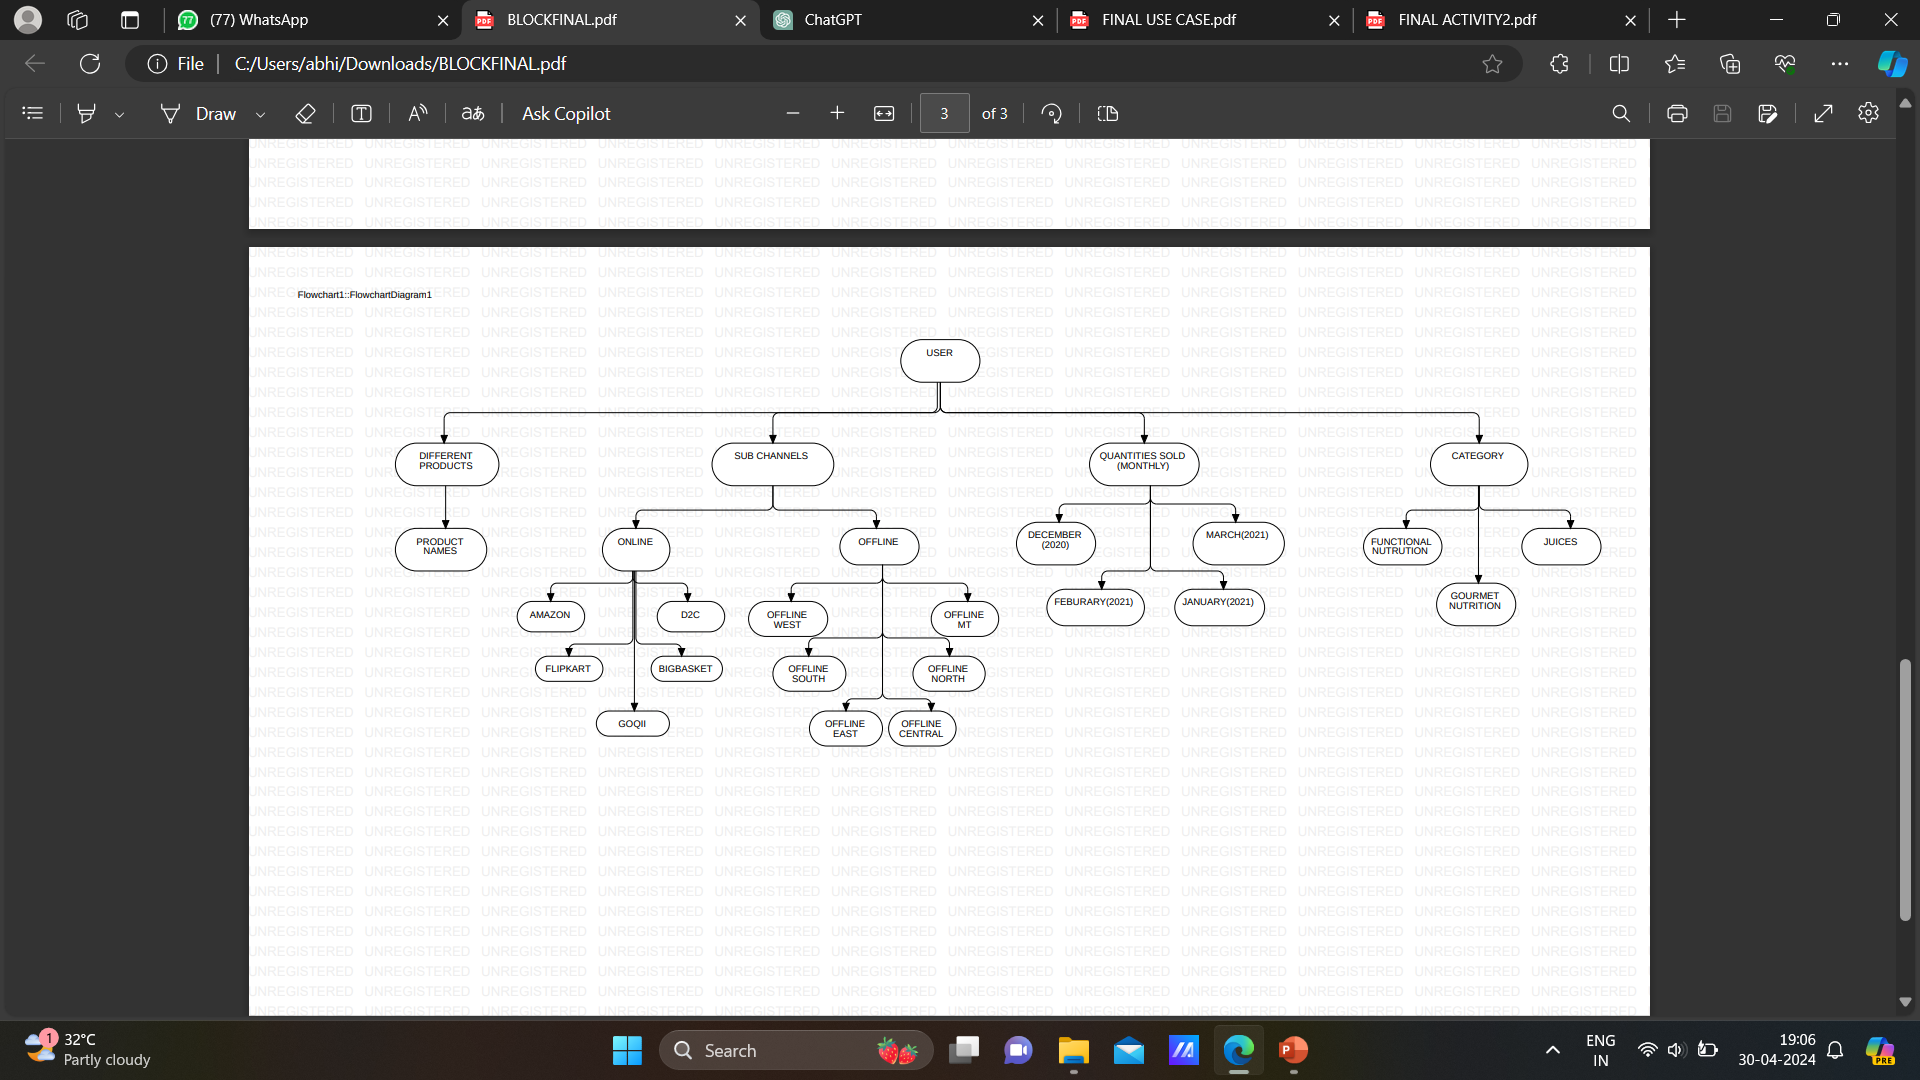 (77) WhatsApp
BLOCKFINAL.pdf
ChatGPT
FINAL USE CASE.pdf
FINAL ACTIVITY2.pdf
File
C:/Users/abhi/Downloads/BLOCKFINAL.pdf
Draw
Ask Copilot
3
of 3
Flowchart1::FlowchartDiagram1
USER
DIFFERENT
PRODUCTS
SUB CHANNELS
QUANTITIES SOLD
(MONTHLY)
CATEGORY
PRODUCT
NAMES
ONLINE
OFFLINE
DECEMBER
(2020)
MARCH(2021)
FUNCTIONAL
NUTRUTION
JUICES
AMAZON
D2C
OFFLINE
WEST
OFFLINE
MT
FEBURARY(2021)
JANUARY(2021)
GOURMET
NUTRITION
FLIPKART
BIGBASKET
OFFLINE
SOUTH
OFFLINE
NORTH
GOQII
OFFLINE
EAST
OFFLINE
CENTRAL
UNREGISTERED
1
32°C
Partly cloudy
Search
ENG
IN
19:06
30-04-2024
PRE